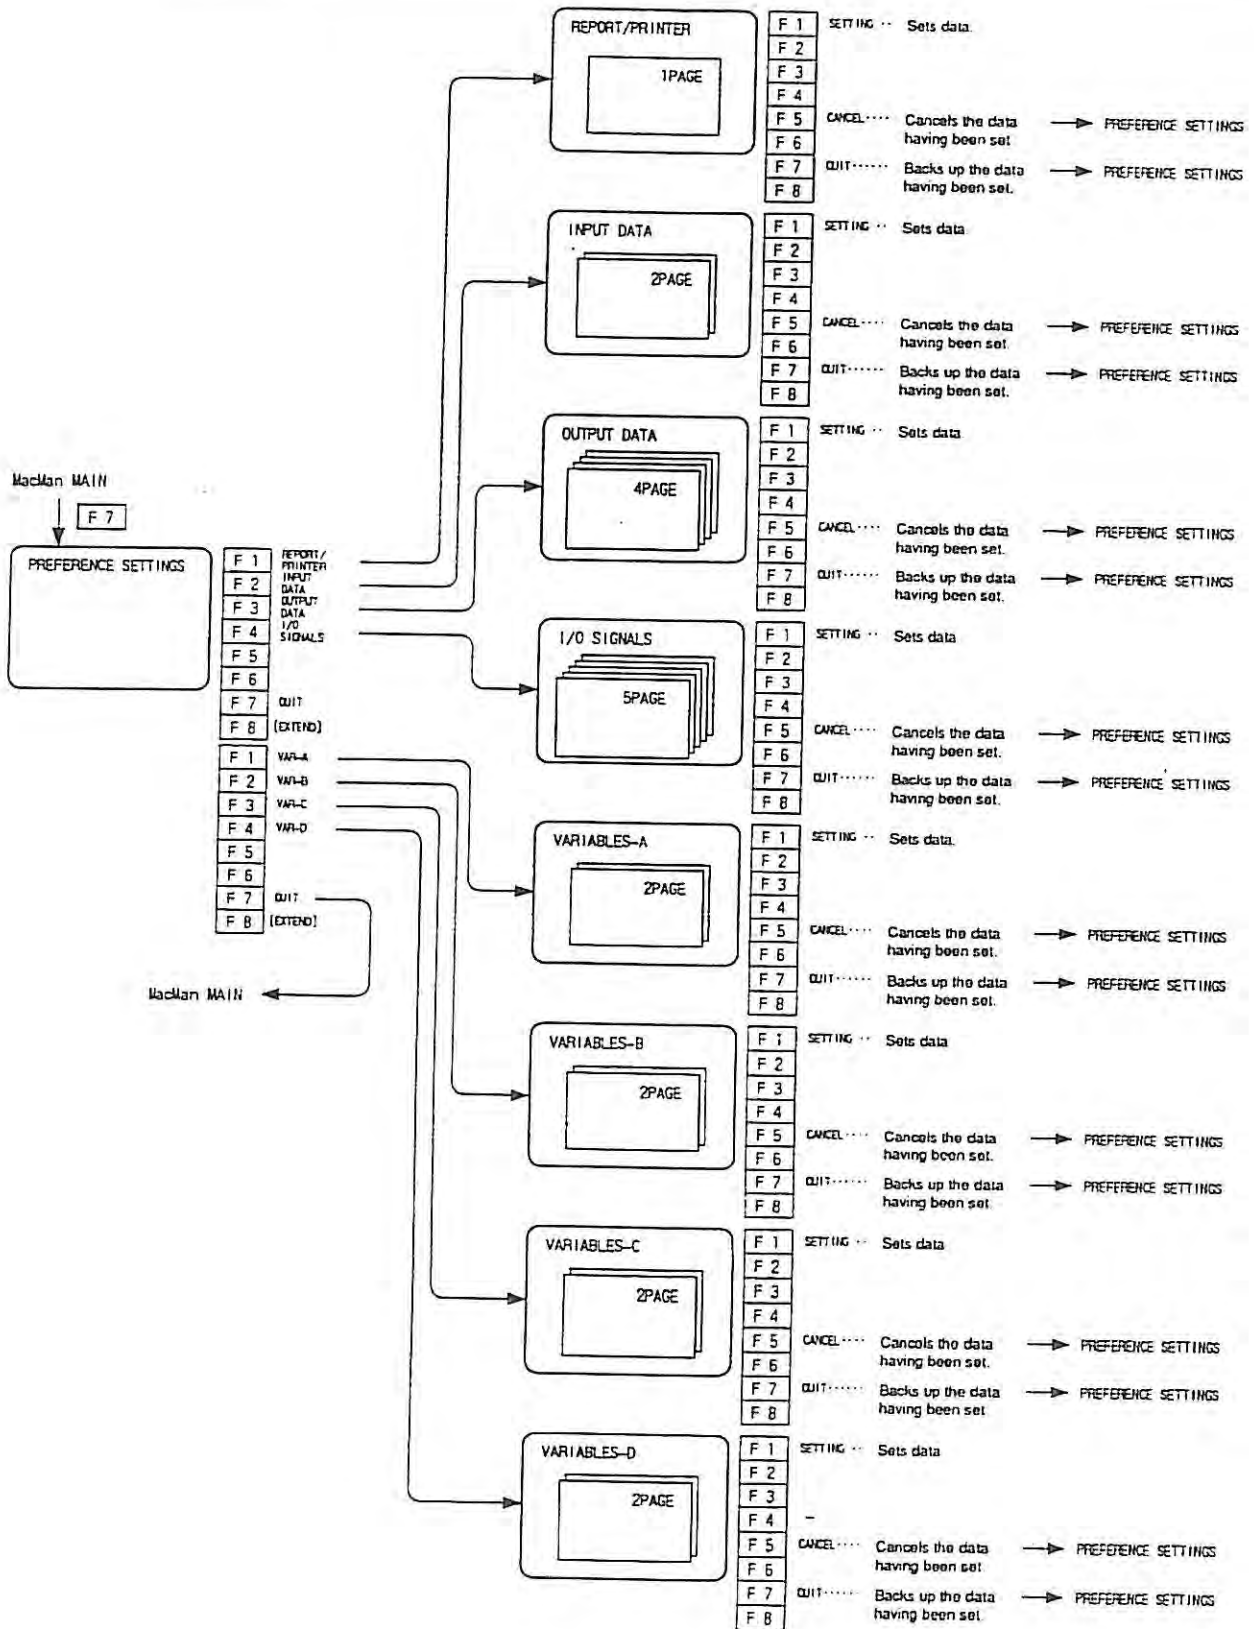 MacMan MAIN
F 7
PREFERENCE SETTINGS
F 1 REPORT/PRINTER
F 2 INPUT DATA
F 3 OUTPUT DATA
F 4 I/O SIGNALS
F 5
F 6
F 7 QUIT
F 8 [EXTEND]
F 1 VAR-A
F 2 VAR-B
F 3 VAR-C
F 4 VAR-D
F 5
F 6
F 7 QUIT
F 8 [EXTEND]
MacMan MAIN
REPORT/PRINTER
1PAGE
F 1 SETTING ·· Sets data.
F 2
F 3
F 4
F 5 CANCEL ···· Cancels the data PREFERENCE SETTINGS
F 6 having been set
F 7 QUIT ······ Backs up the data PREFERENCE SETTINGS
F 8 having been set.
INPUT DATA
2PAGE
F 1 SETTING ·· Sets data
F 2
F 3
F 4
F 5 CANCEL ···· Cancels the data PREFERENCE SETTINGS
F 6 having been set.
F 7 QUIT ······ Backs up the data PREFERENCE SETTINGS
F 8 having been set.
OUTPUT DATA
4PAGE
F 1 SETTING ·· Sets data
F 2
F 3
F 4
F 5 CANCEL ···· Cancels the data PREFERENCE SETTINGS
F 6 having been set.
F 7 QUIT ······ Backs up the data PREFERENCE SETTINGS
F 8 having been set.
I/O SIGNALS
5PAGE
F 1 SETTING ·· Sets data
F 2
F 3
F 4
F 5 CANCEL ···· Cancels the data PREFERENCE SETTINGS
F 6 having been set.
F 7 QUIT ······ Backs up the data PREFERENCE SETTINGS
F 8 having been set.
VARIABLES-A
2PAGE
F 1 SETTING ·· Sets data.
F 2
F 3
F 4
F 5 CANCEL ···· Cancels the data PREFERENCE SETTINGS
F 6 having been set.
F 7 QUIT ······ Backs up the data PREFERENCE SETTINGS
F 8 having been set.
VARIABLES-B
2PAGE
F 1 SETTING ·· Sets data
F 2
F 3
F 4
F 5 CANCEL ···· Cancels the data PREFERENCE SETTINGS
F 6 having been set.
F 7 QUIT ······ Backs up the data PREFERENCE SETTINGS
F 8 having been set
VARIABLES-C
2PAGE
F 1 SETTING ·· Sets data
F 2
F 3
F 4
F 5 CANCEL ···· Cancels the data PREFERENCE SETTINGS
F 6 having been set.
F 7 QUIT ······ Backs up the data PREFERENCE SETTINGS
F 8 having been set
VARIABLES-D
2PAGE
F 1 SETTING ·· Sets data
F 2
F 3
F 4 –
F 5 CANCEL ···· Cancels the data PREFERENCE SETTINGS
F 6 having been set
F 7 QUIT ······ Backs up the data PREFERENCE SETTINGS
F 8 having been set